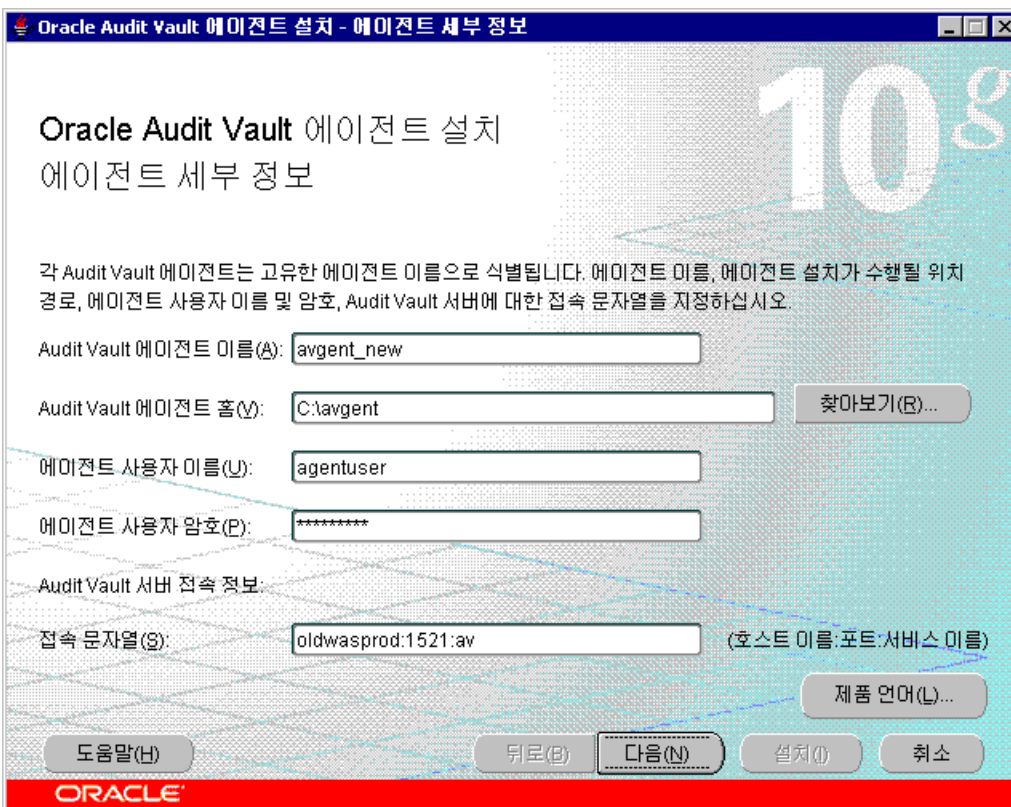 Oracle Audit Vault 에이전트 설치 - 에이전트 세부 정보
10g
Oracle Audit Vault 에이전트 설치
에이전트 세부 정보
각 Audit Vault 에이전트는 고유한 에이전트 이름으로 식별됩니다. 에이전트 이름, 에이전트 설치가 수행될 위치
경로, 에이전트 사용자 이름 및 암호, Audit Vault 서버에 대한 접속 문자열을 지정하십시오.
Audit Vault 에이전트 이름(A): avgent_new
Audit Vault 에이전트 홈(V): C:\avgent 찾아보기(R)...
에이전트 사용자 이름(U): agentuser
에이전트 사용자 암호(P): *********
Audit Vault 서버 접속 정보:
접속 문자열(S): oldwasprod:1521:av (호스트 이름:포트:서비스 이름)
제품 언어(L)...
도움말(H) 뒤로(B) 다음(N) 설치(I) 취소
ORACLE